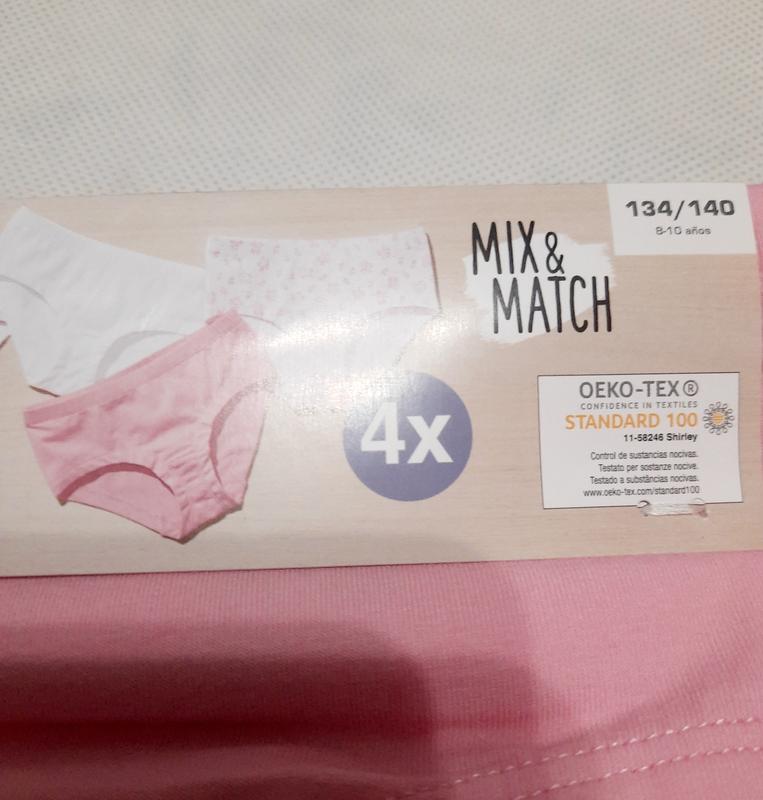 MIX &
MATCH
134/140
8-10 años
4x
OEKO-TEX®
CONFIDENCE IN TEXTILES
STANDARD 100
11-58246 Shirley
Control de sustancias nocivas.
Testato per sostanze nocive.
Testado a substâncias nocivas.
www.oeko-tex.com/standard100